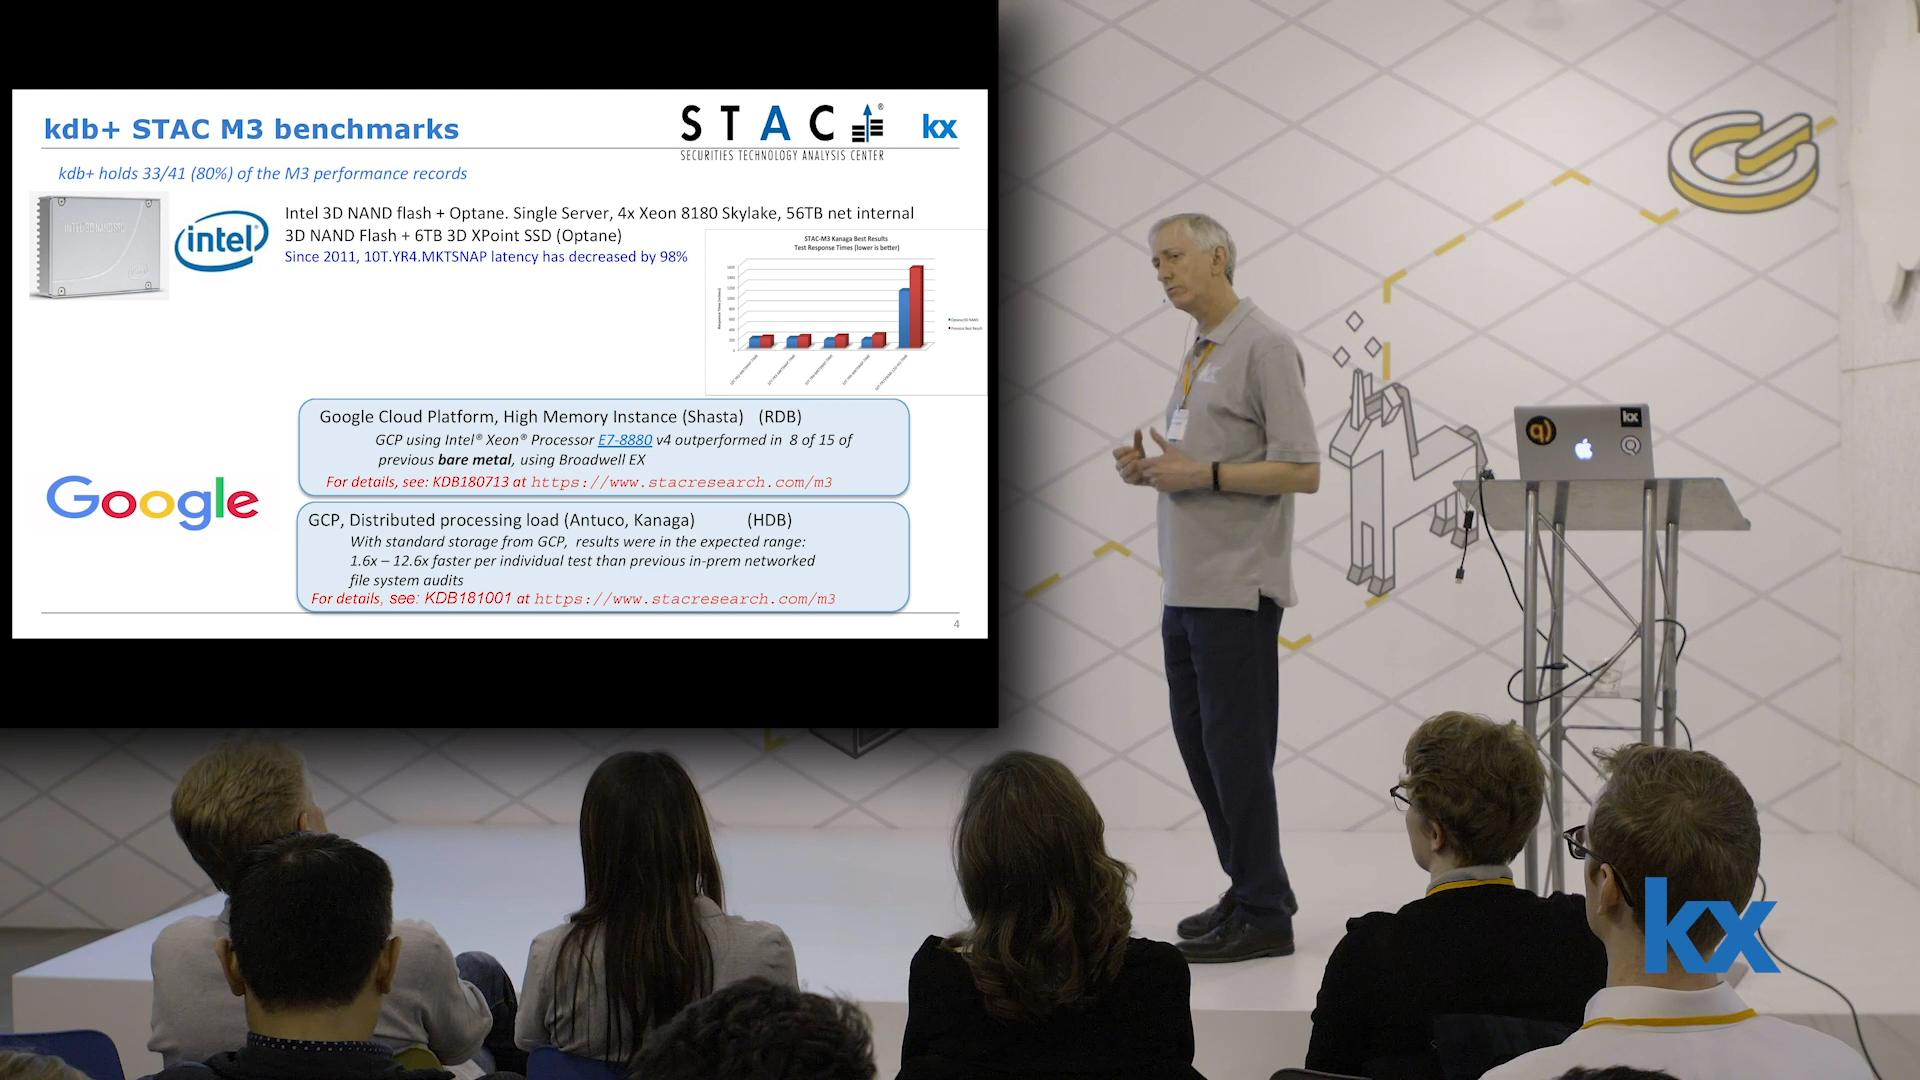 kdb+ STAC M3 benchmarks
STAC®
SECURITIES TECHNOLOGY ANALYSIS CENTER
kx
kdb+ holds 33/41 (80%) of the M3 performance records
INTEL 3D NAND SSD
intel
Intel 3D NAND flash + Optane. Single Server, 4x Xeon 8180 Skylake, 56TB net internal
3D NAND Flash + 6TB 3D XPoint SSD (Optane)
Since 2011, 10T.YR4.MKTSNAP latency has decreased by 98%
STAC-M3 Kanaga Best Results
Test Response Times (lower is better)
Google
Google Cloud Platform, High Memory Instance (Shasta) (RDB)
GCP using Intel® Xeon® Processor E7-8880 v4 outperformed in 8 of 15 of
previous bare metal, using Broadwell EX
For details, see: KDB180713 at https://www.stacresearch.com/m3
GCP, Distributed processing load (Antuco, Kanaga) (HDB)
With standard storage from GCP, results were in the expected range:
1.6x – 12.6x faster per individual test than previous in-prem networked
file system audits
For details, see: KDB181001 at https://www.stacresearch.com/m3
4
kx
q)
kx